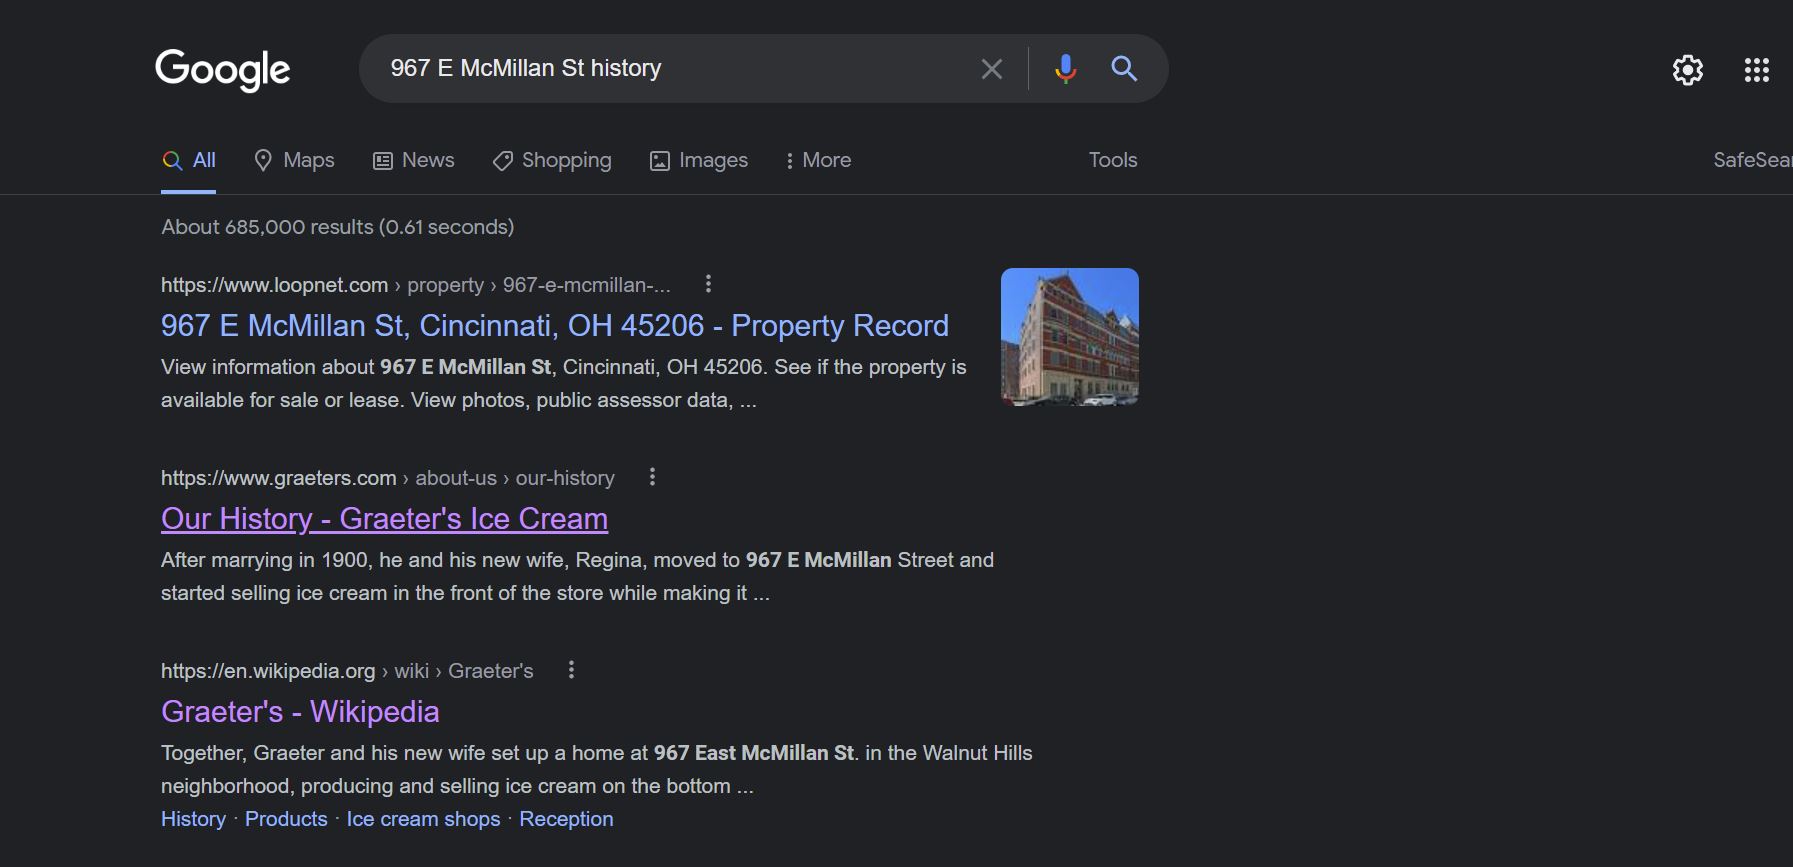 Google
967 E McMillan St history
All
Maps
News
Shopping
Images
More
Tools
SafeSear
About 685,000 results (0.61 seconds)
https://www.loopnet.com › property › 967-e-mcmillan-...
967 E McMillan St, Cincinnati, OH 45206 - Property Record
View information about 967 E McMillan St, Cincinnati, OH 45206. See if the property is
available for sale or lease. View photos, public assessor data, ...
https://www.graeters.com › about-us › our-history
Our History - Graeter's Ice Cream
After marrying in 1900, he and his new wife, Regina, moved to 967 E McMillan Street and
started selling ice cream in the front of the store while making it ...
https://en.wikipedia.org › wiki › Graeter's
Graeter's - Wikipedia
Together, Graeter and his new wife set up a home at 967 East McMillan St. in the Walnut Hills
neighborhood, producing and selling ice cream on the bottom ...
History · Products · Ice cream shops · Reception